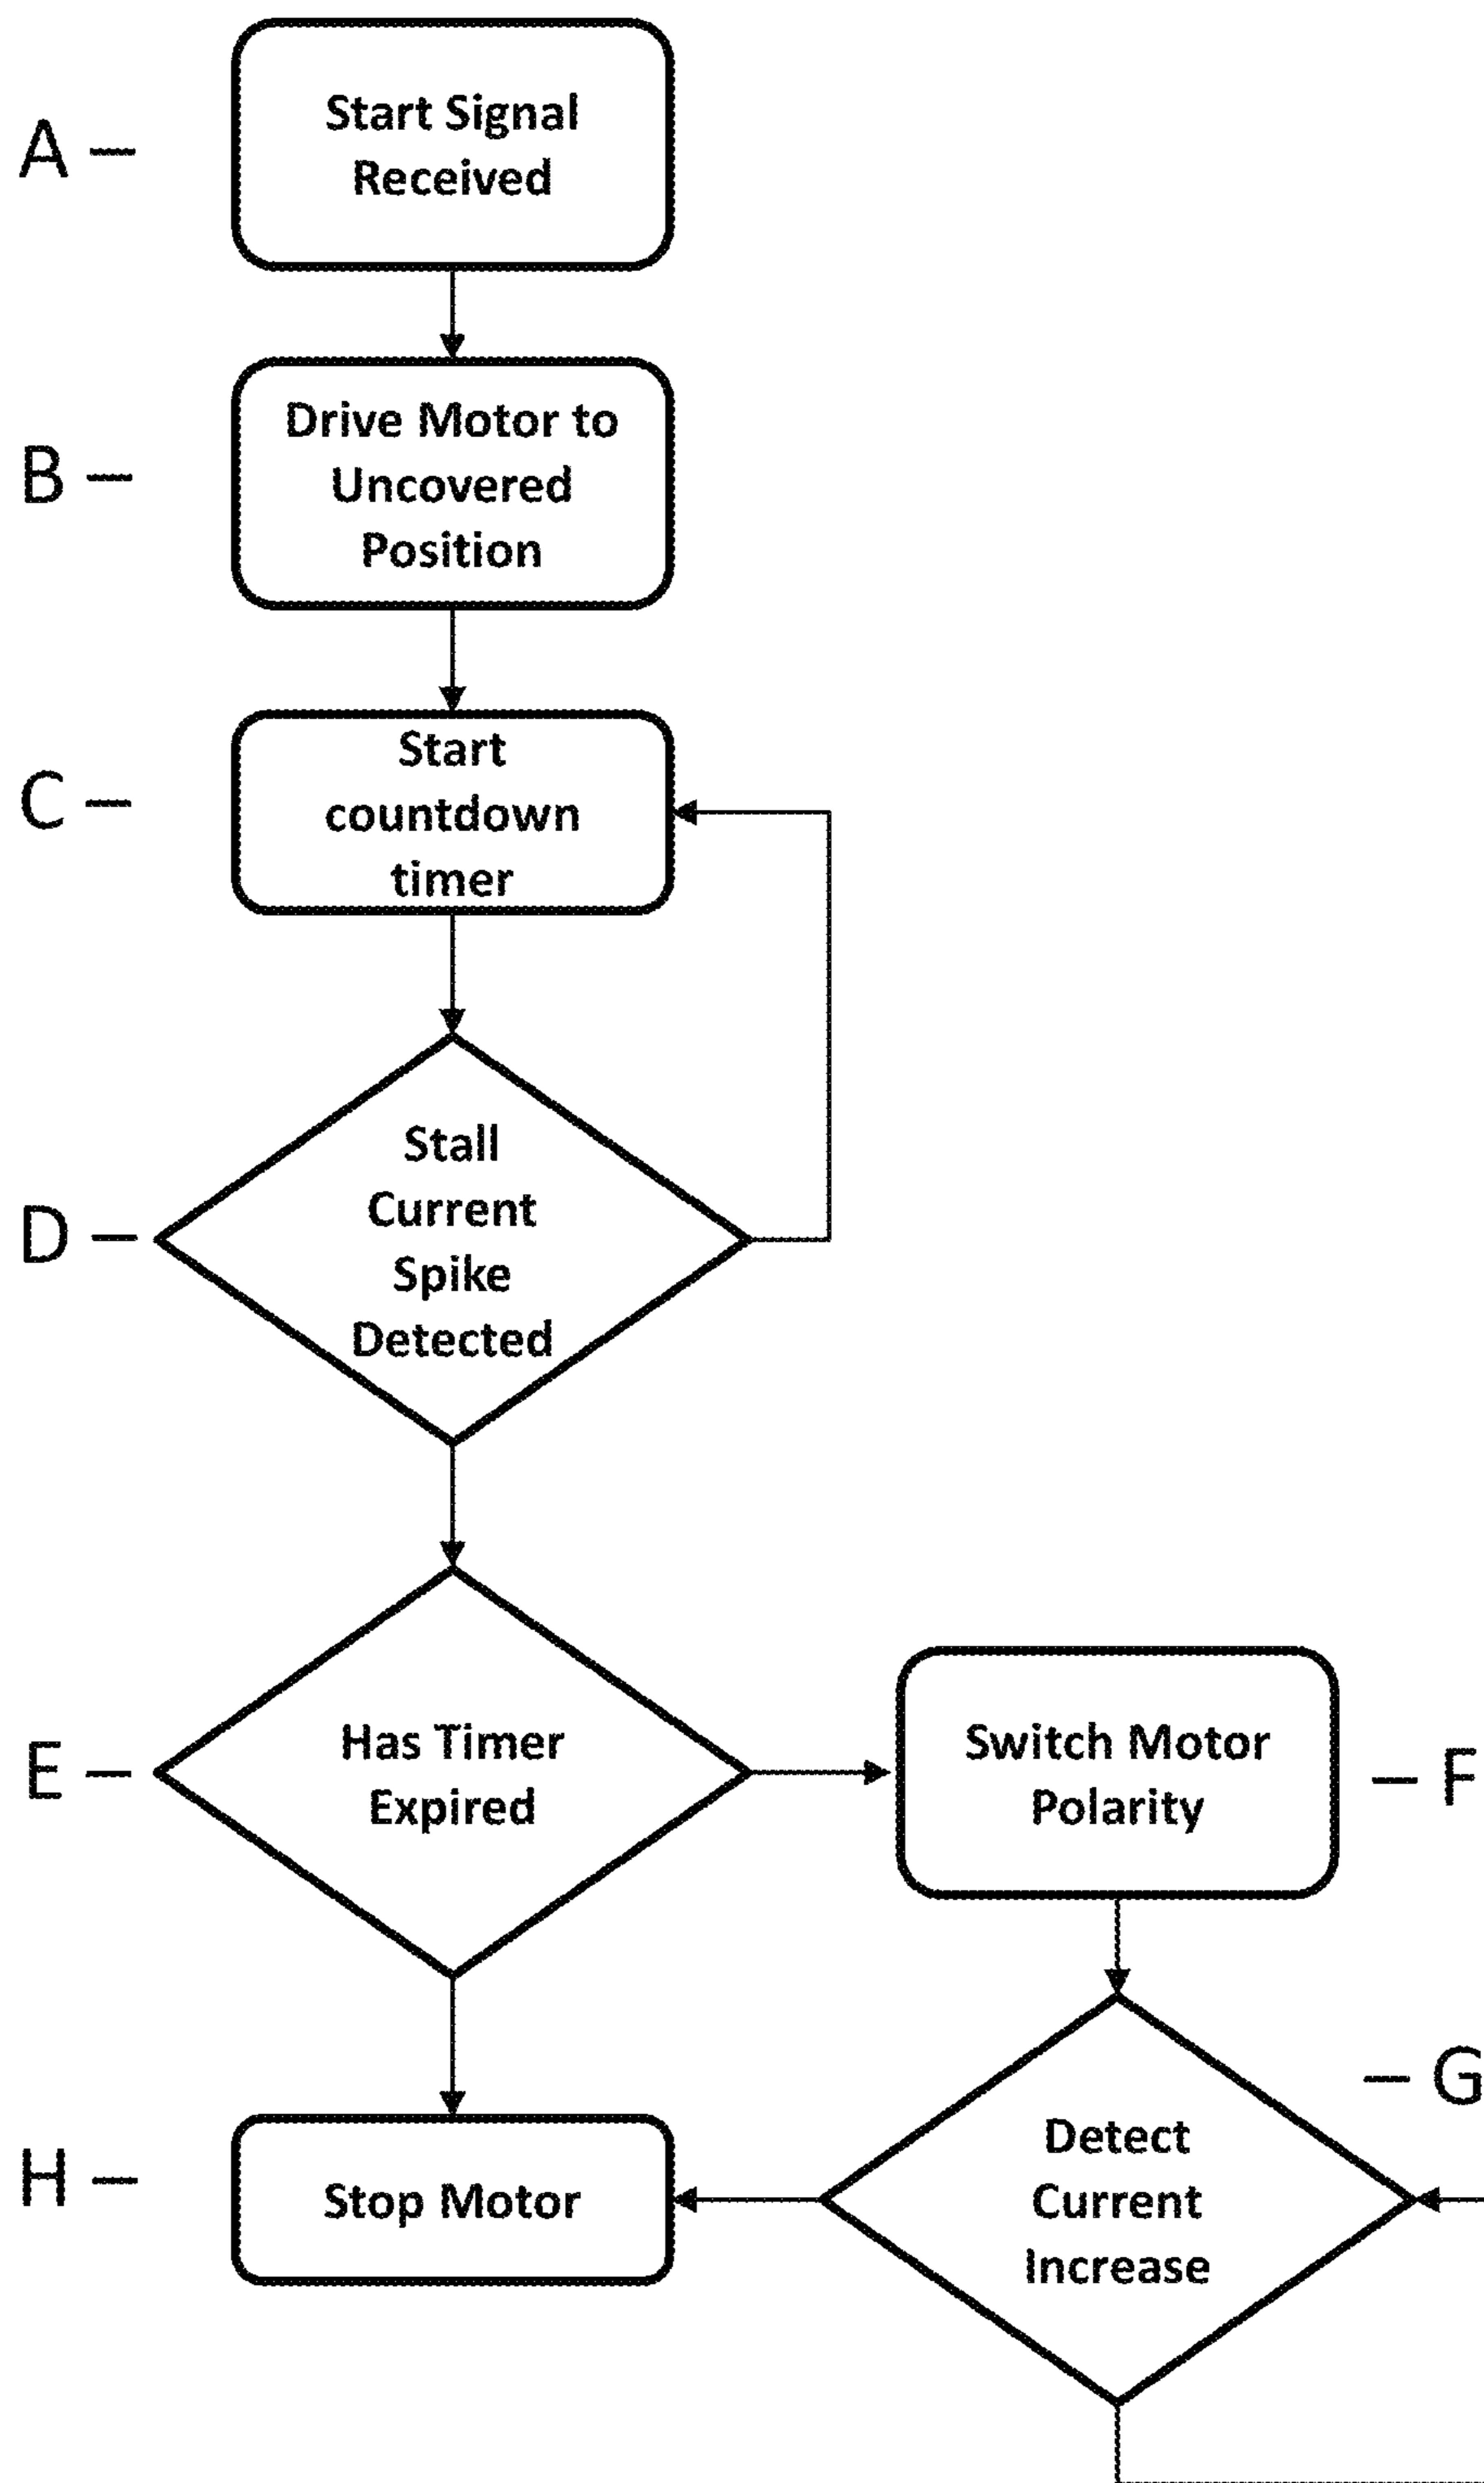 A –
Start Signal
Received
B –
Drive Motor to
Uncovered
Position
C –
Start
countdown
timer
D –
Stall
Current
Spike
Detected
E –
Has Timer
Expired
Switch Motor
Polarity
– F
– G
Detect
Current
Increase
H –
Stop Motor